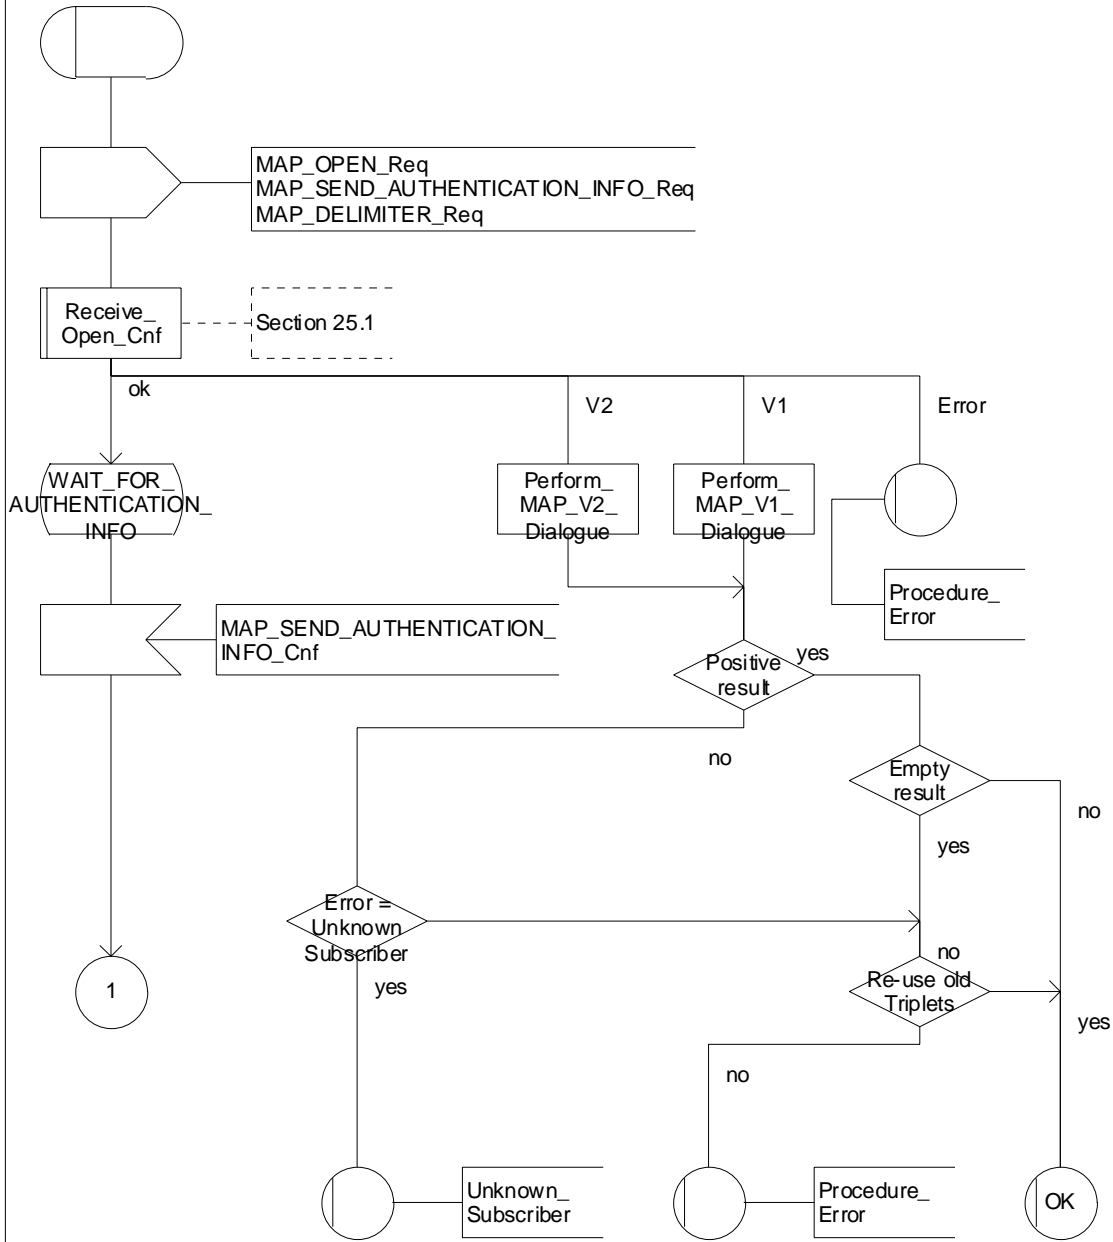 MAP_OPEN_Req
MAP_SEND_AUTHENTICATION_INFO_Req
MAP_DELIMITER_Req
Receive_
Open_Cnf
Section 25.1
ok
V2
V1
Error
WAIT_FOR_
AUTHENTICATION_
INFO
Perform_
MAP_V2_
Dialogue
Perform_
MAP_V1_
Dialogue
Procedure_
Error
MAP_SEND_AUTHENTICATION_
INFO_Cnf
Positive
result
yes
no
Empty
result
no
yes
Error =
Unknown
Subscriber
no
yes
Re-use old
Triplets
1
yes
no
Unknown_
Subscriber
Procedure_
Error
OK